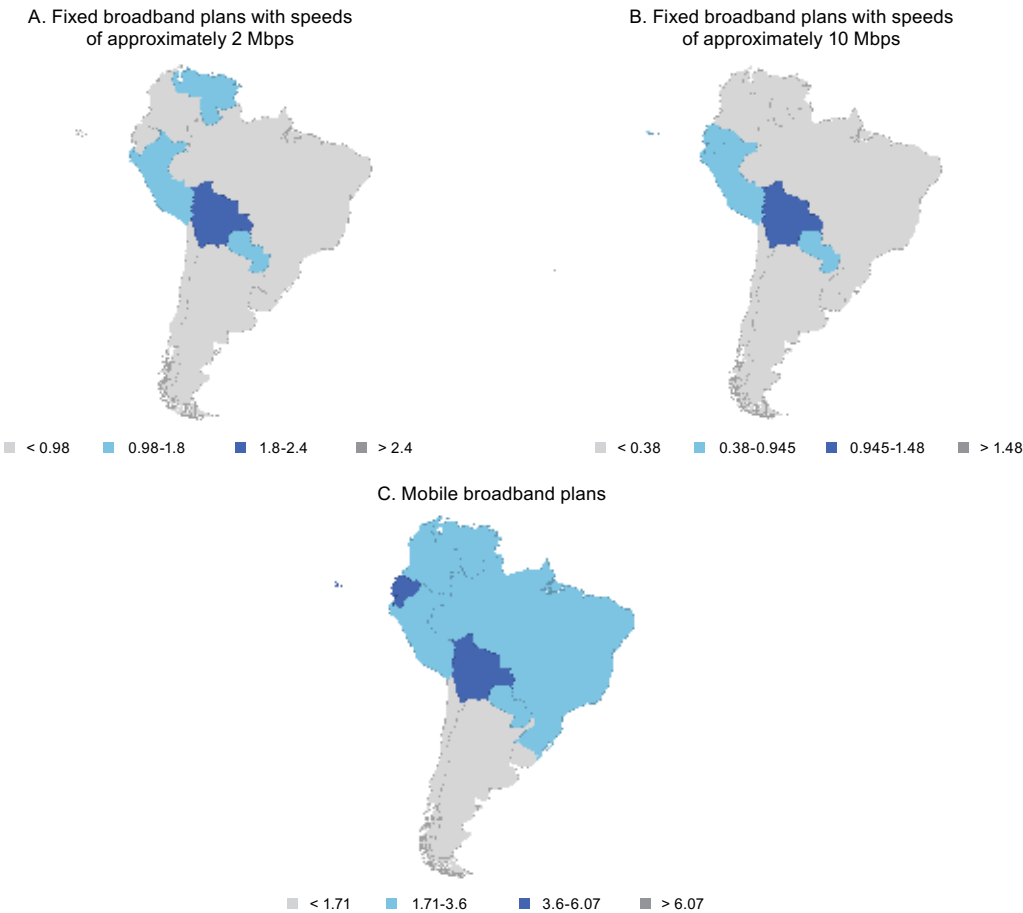 A. Fixed broadband plans with speeds
of approximately 2 Mbps
B. Fixed broadband plans with speeds
of approximately 10 Mbps
< 0.98 0.98-1.8 1.8-2.4 > 2.4
< 0.38 0.38-0.945 0.945-1.48 > 1.48
C. Mobile broadband plans
< 1.71 1.71-3.6 3.6-6.07 > 6.07